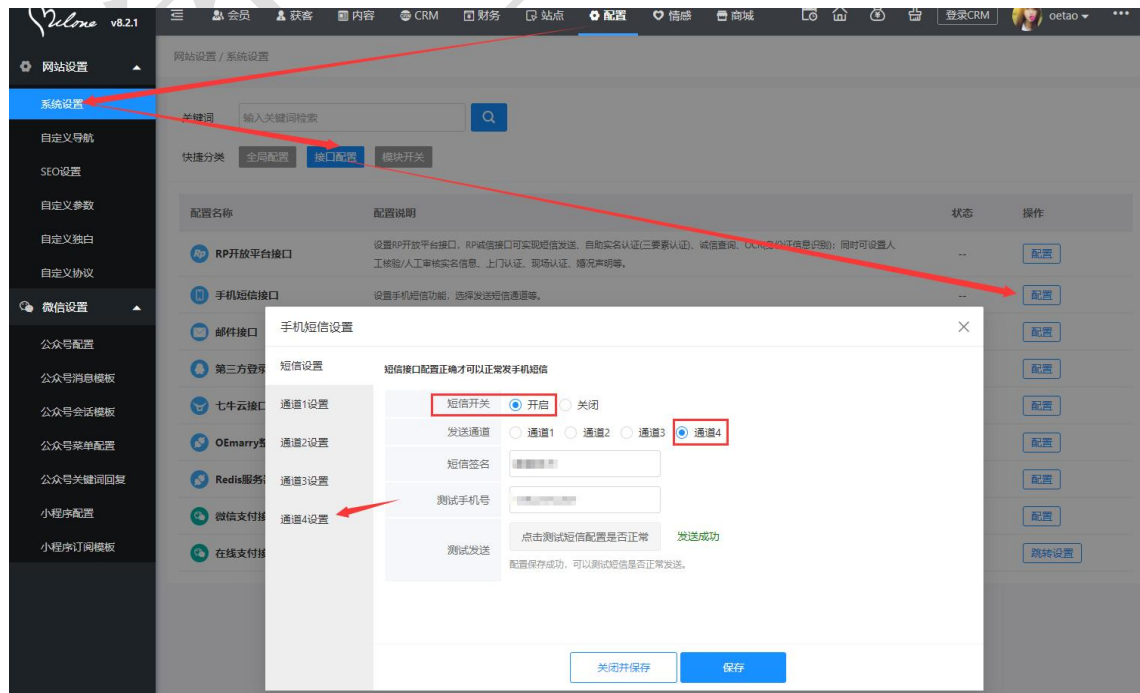 Milone v8.2.1
会员 获客 内容 CRM 财务 站点 配置 情感 商城 登录CRM oetao
网站设置 / 系统设置
网站设置
系统设置
自定义导航
SEO设置
自定义参数
自定义独白
自定义协议
微信设置
公众号配置
公众号消息模板
公众号会话模板
公众号菜单配置
公众号关键词回复
小程序配置
小程序订阅模板
关键词 输入关键词检索
快捷分类 全局配置 接口配置 模块开关
配置名称 配置说明 状态 操作
RP开放平台接口 设置RP开放平台接口，RP诚信接口可实现短信发送、自助实名认证(三要素认证)、诚信查询、OCR(身份证信息识别)；同时可设置人
工核验/人工审核实名信息、上门认证、现场认证、婚况声明等。 -- 配置
手机短信接口 设置手机短信功能，选择发送短信通道等。 -- 配置
邮件接口 配置
第三方登录 配置
七牛云接口 配置
OEmarry 配置
Redis服务 配置
微信支付接 配置
在线支付接 跳转设置
手机短信设置
短信设置
通道1设置
通道2设置
通道3设置
通道4设置
短信接口配置正确才可以正常发手机短信
短信开关 开启 关闭
发送通道 通道1 通道2 通道3 通道4
短信签名
测试手机号
测试发送 点击测试短信配置是否正常 发送成功
配置保存成功，可以测试短信是否正常发送。
关闭并保存 保存